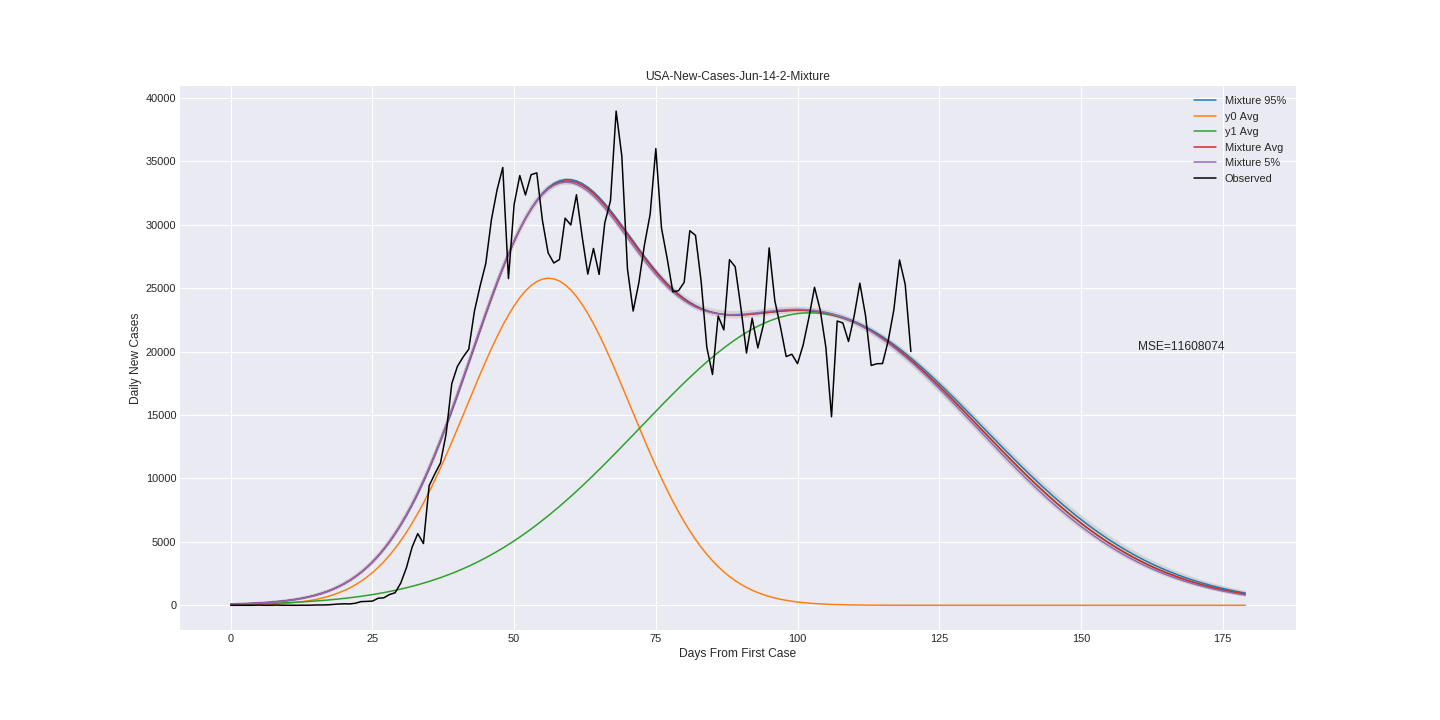 USA-New-Cases-Jun-14-2-Mixture
40000
35000
30000
25000
20000
15000
10000
5000
0
Daily New Cases
Mixture 95%
y0 Avg
y1 Avg
Mixture Avg
Mixture 5%
Observed
MSE=11608074
0 25 50 75 100 125 150 175
Days From First Case